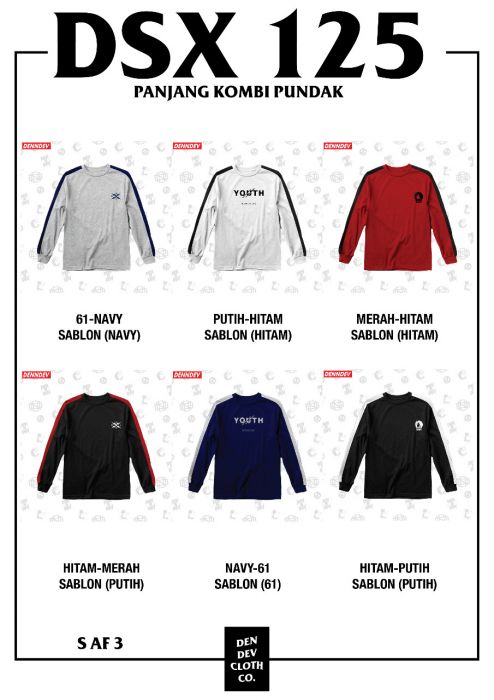 DSX 125
PANJANG KOMBI PUNDAK
DENNDEV
DENNDEV
DENNDEV
YOUTH
61-NAVY
SABLON (NAVY)
PUTIH-HITAM
SABLON (HITAM)
MERAH-HITAM
SABLON (HITAM)
DENNDEV
DENNDEV
DENNDEV
YOUTH
HITAM-MERAH
SABLON (PUTIH)
NAVY-61
SABLON (61)
HITAM-PUTIH
SABLON (PUTIH)
S AF 3
DEN
DEV
CLOTH
CO.